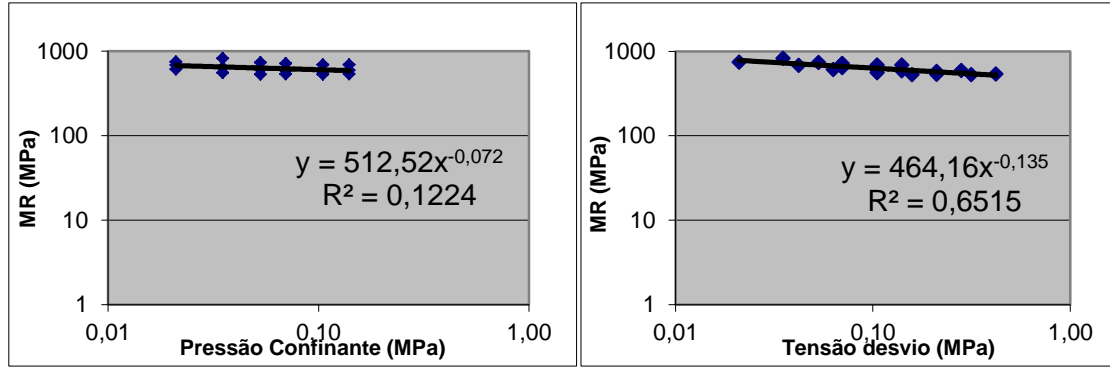 1000
100
10
1
MR (MPa)
y = 512,52x^-0,072
R² = 0,1224
0,01 0,10 1,00
Pressão Confinante (MPa)
1000
100
10
1
MR (MPa)
y = 464,16x^-0,135
R² = 0,6515
0,01 0,10 1,00
Tensão desvio (MPa)